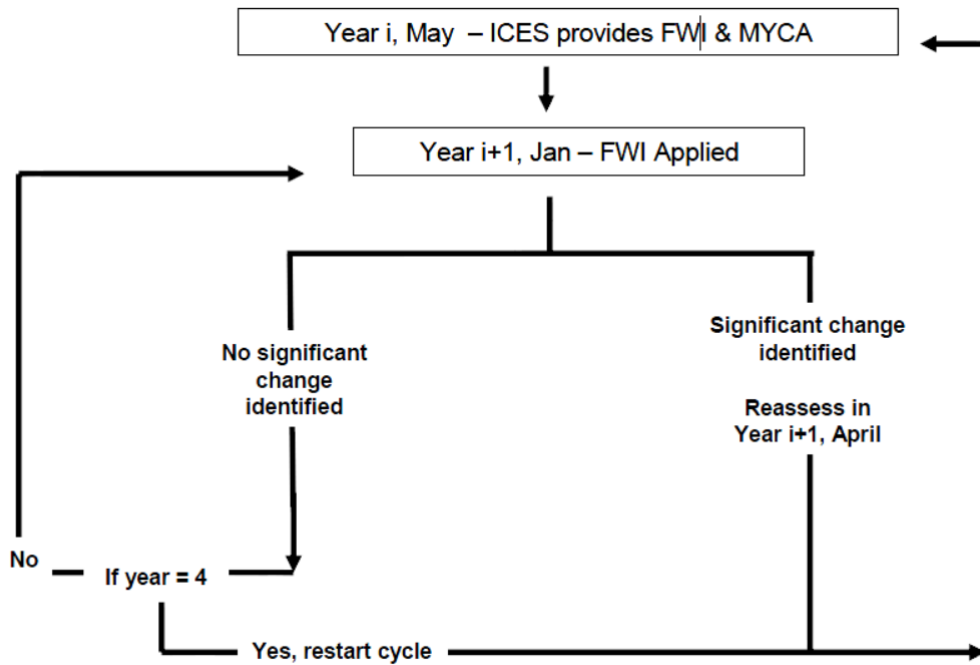 Year i, May – ICES provides FWI & MYCA
Year i+1, Jan – FWI Applied
No significant
change
identified
Significant change
identified
Reassess in
Year i+1, April
No
If year = 4
Yes, restart cycle